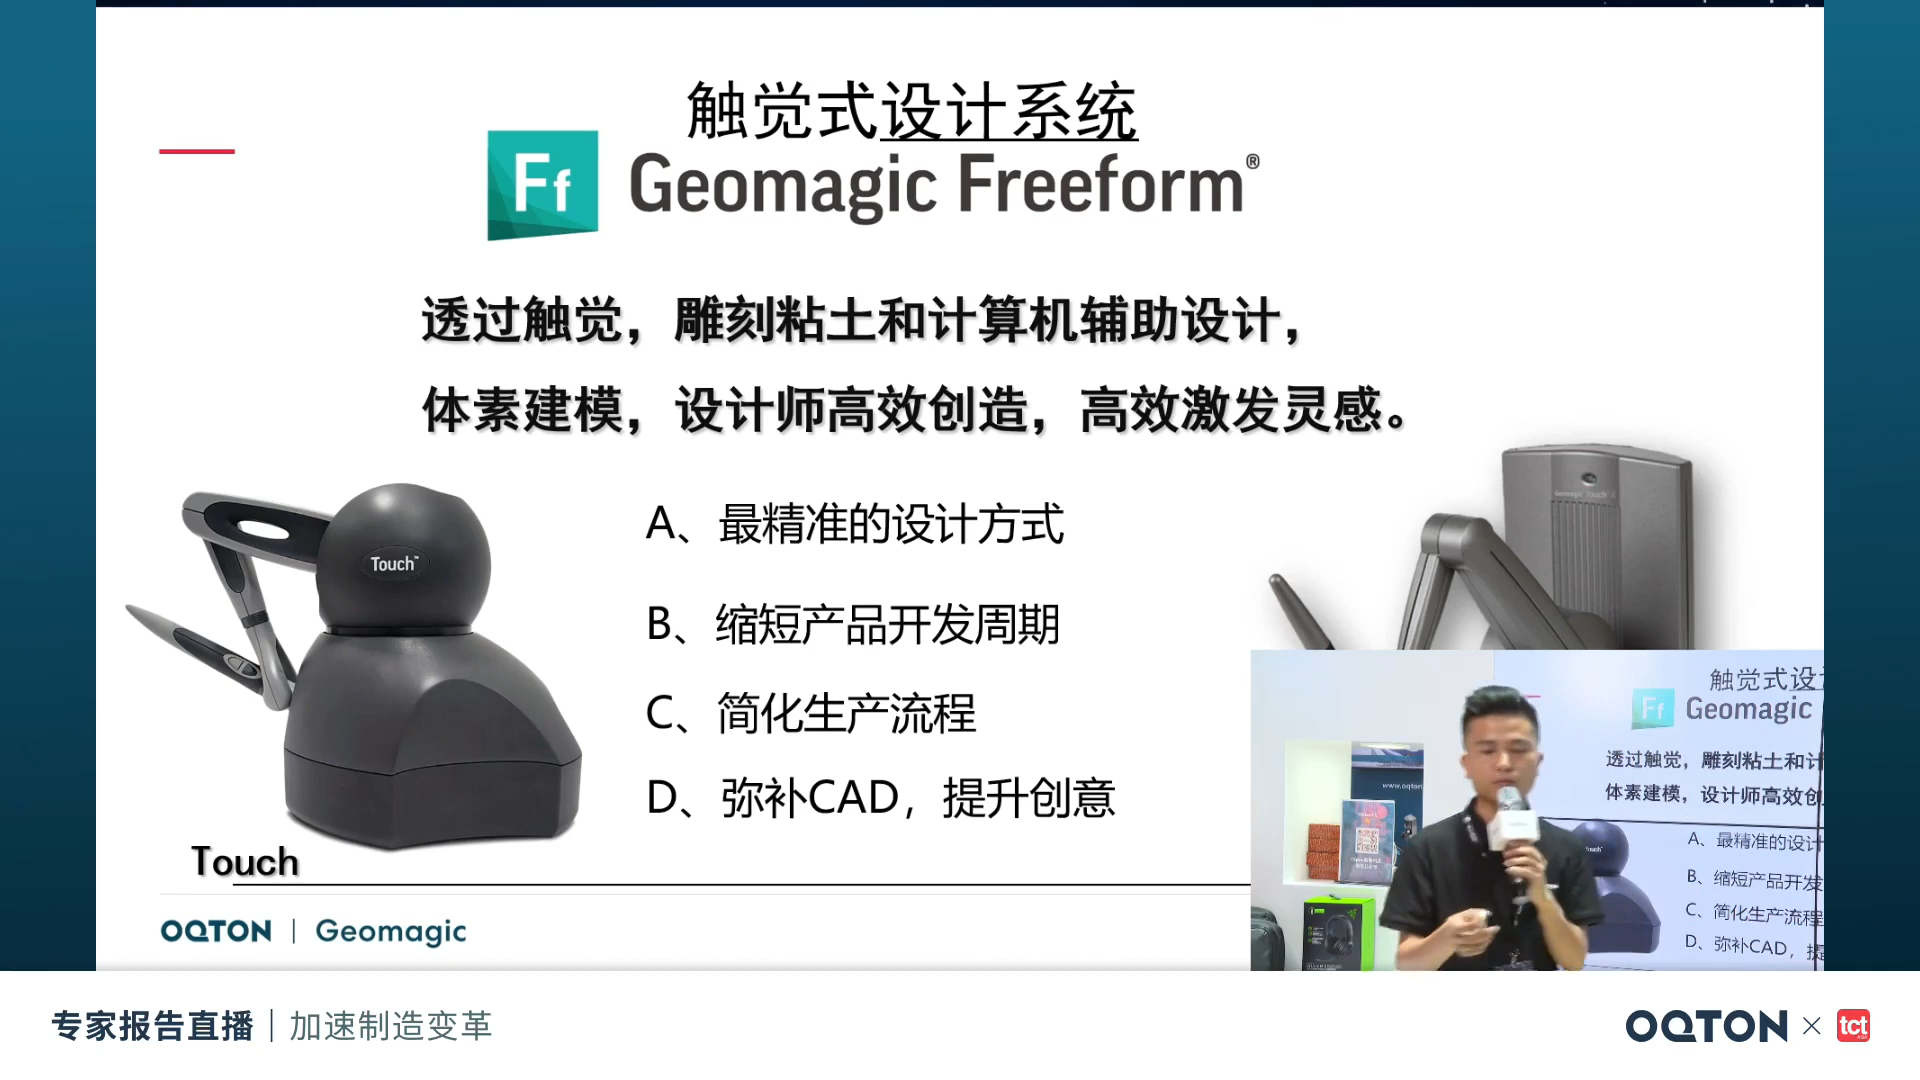 触觉式设计系统
Ff Geomagic Freeform®
透过触觉，雕刻粘土和计算机辅助设计，
体素建模，设计师高效创造，高效激发灵感。
A、最精准的设计方式
B、缩短产品开发周期
C、简化生产流程
D、弥补CAD，提升创意
Touch™
Geomagic Touch X
Touch
OQTON | Geomagic
触觉式设计
Ff Geomagic
透过触觉，雕刻粘土和计
体素建模，设计师高效创
www.oqton
Touch
A、最精准的设计
B、缩短产品开发
C、简化生产流程
D、弥补CAD，提
专家报告直播 | 加速制造变革
OQTON × tct